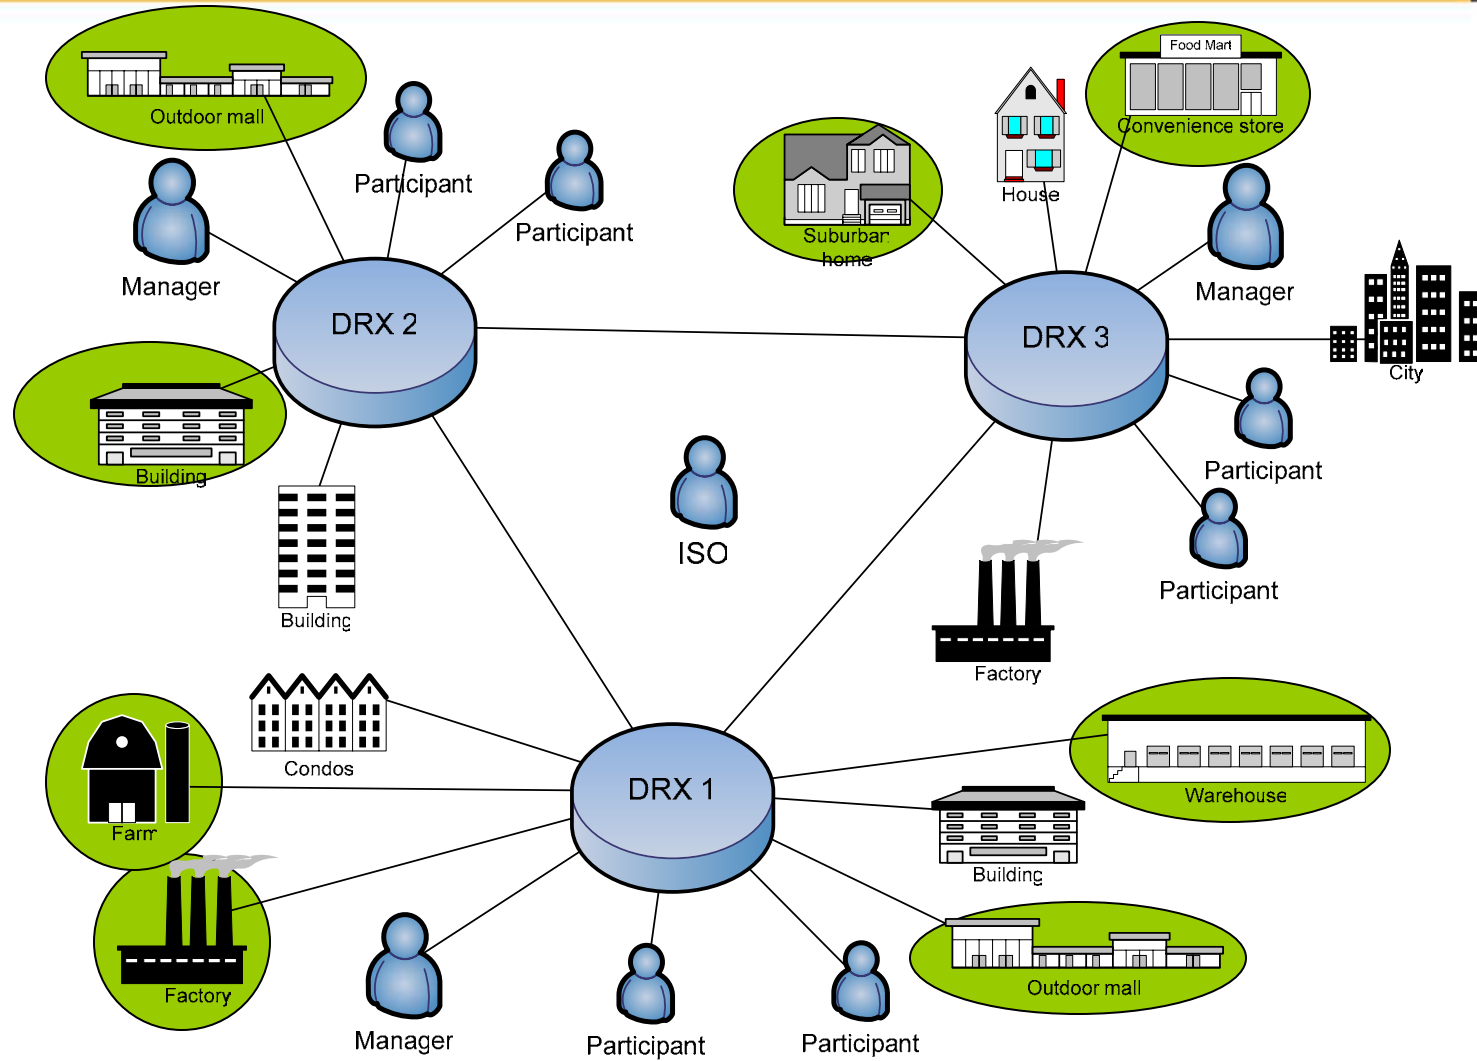 Food Mart
Outdoor mall
Convenience store
Participant
House
Participant
Suburban
home
Manager
Manager
DRX 2
DRX 3
City
Participant
Building
ISO
Participant
Building
Factory
Condos
DRX 1
Warehouse
Farm
Building
Outdoor mall
Factory
Manager
Participant
Participant